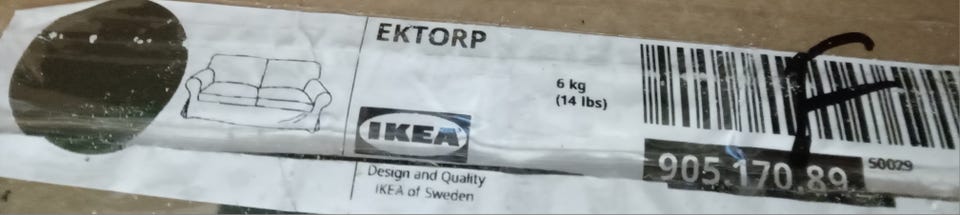 EKTORP
6 kg
(14 lbs)
IKEA
Design and Quality
IKEA of Sweden
905.170.89
50029